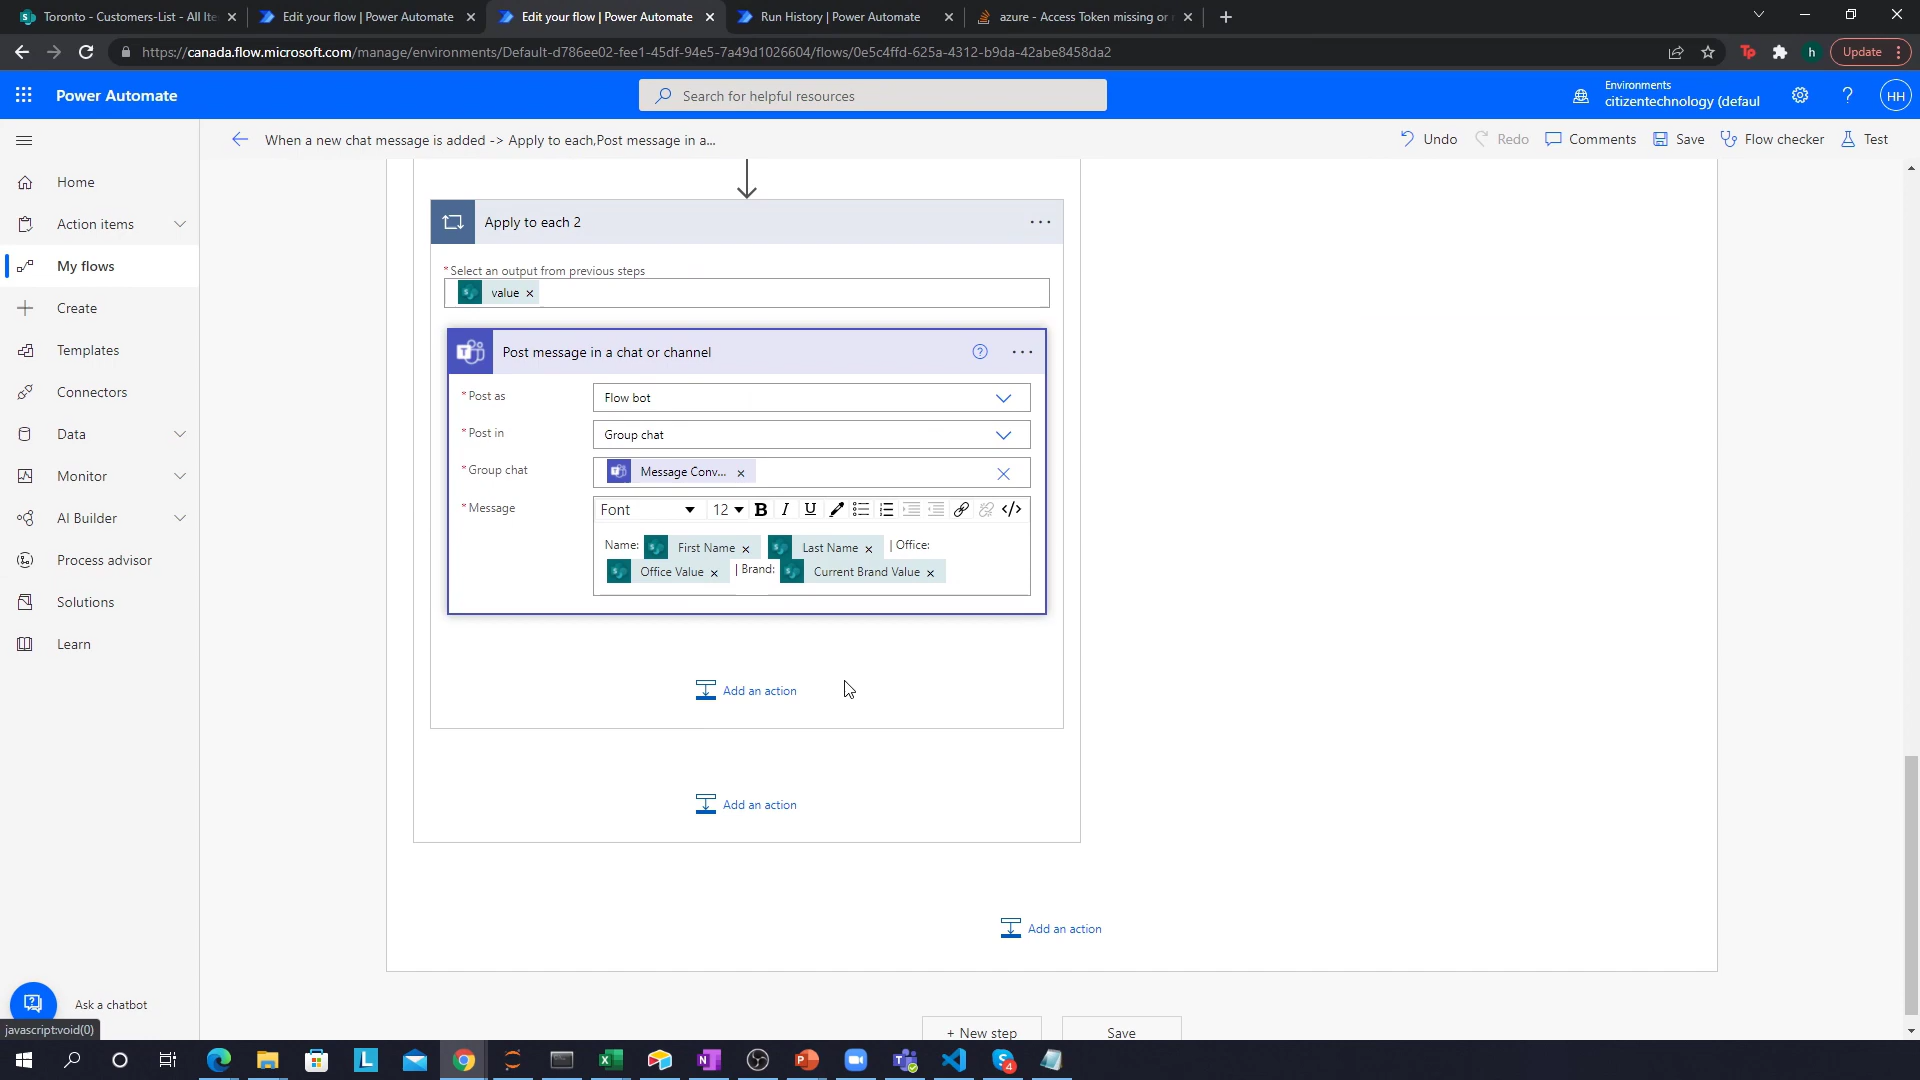 Toronto - Customers-List - All Ite
Edit your flow | Power Automate
Edit your flow | Power Automate
Run History | Power Automate
azure - Access Token missing or
https://canada.flow.microsoft.com/manage/environments/Default-d786ee02-fee1-45df-94e5-7a49d1026604/flows/0e5c4ffd-625a-4312-b9da-42abe8458da2
Tp
h
Update
Power Automate
Search for helpful resources
Environments
citizentechnology (defaul
?
HH
When a new chat message is added -> Apply to each,Post message in a...
Undo
Redo
Comments
Save
Flow checker
Test
Home
Action items
My flows
Create
Templates
Connectors
Data
Monitor
AI Builder
Process advisor
Solutions
Learn
Ask a chatbot
javascript:void(0)
Apply to each 2
* Select an output from previous steps
value ×
Post message in a chat or channel
* Post as
Flow bot
* Post in
Group chat
* Group chat
Message Conv... ×
* Message
Font 12 B I U </>
Name: First Name × Last Name × | Office:
Office Value × | Brand: Current Brand Value ×
Add an action
Add an action
Add an action
+ New step
Save
4